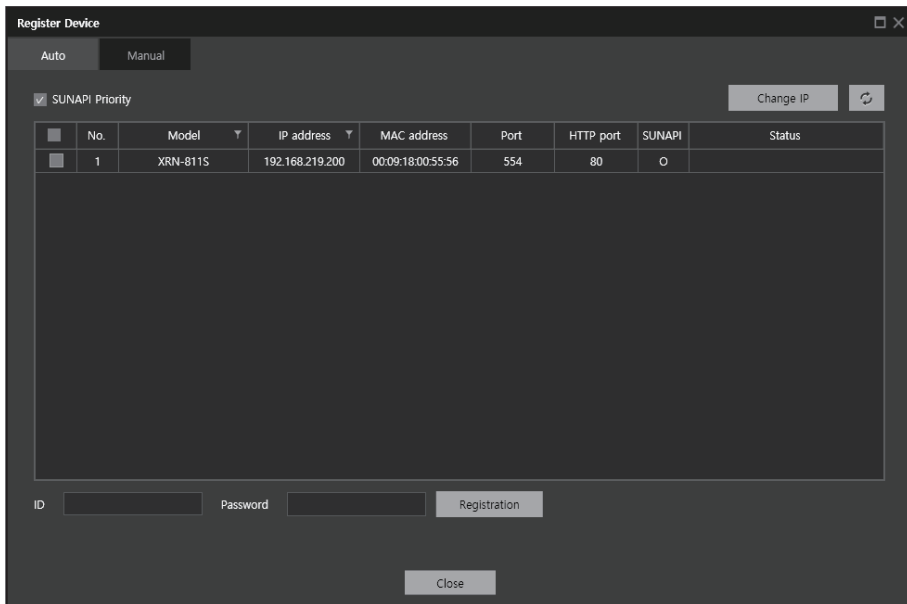 Register Device
Auto Manual
SUNAPI Priority Change IP
No. Model IP address MAC address Port HTTP port SUNAPI Status
1 XRN-811S 192.168.219.200 00:09:18:00:55:56 554 80 O
ID Password Registration
Close